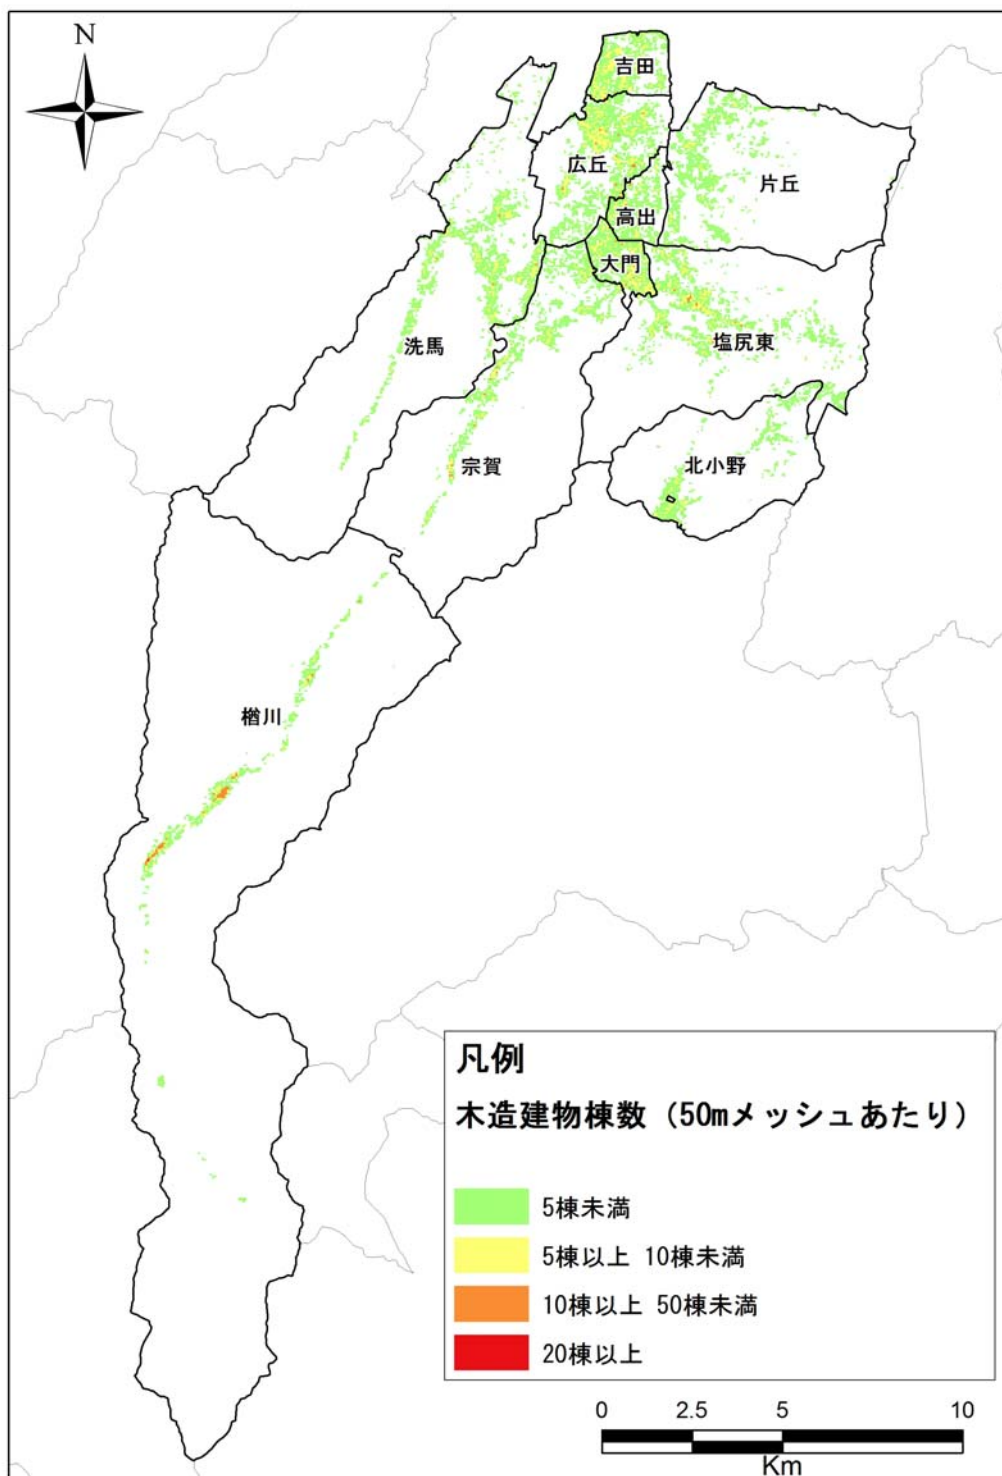 N
吉田
広丘
片丘
高出
大門
塩尻東
洗馬
宗賀
北小野
楢川
凡例
木造建物棟数（50mメッシュあたり）
5棟未満
5棟以上 10棟未満
10棟以上 50棟未満
20棟以上
0 2.5 5 10
Km